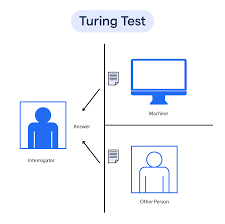 Turing Test
Machine
Answer
Interrogator
Other Person